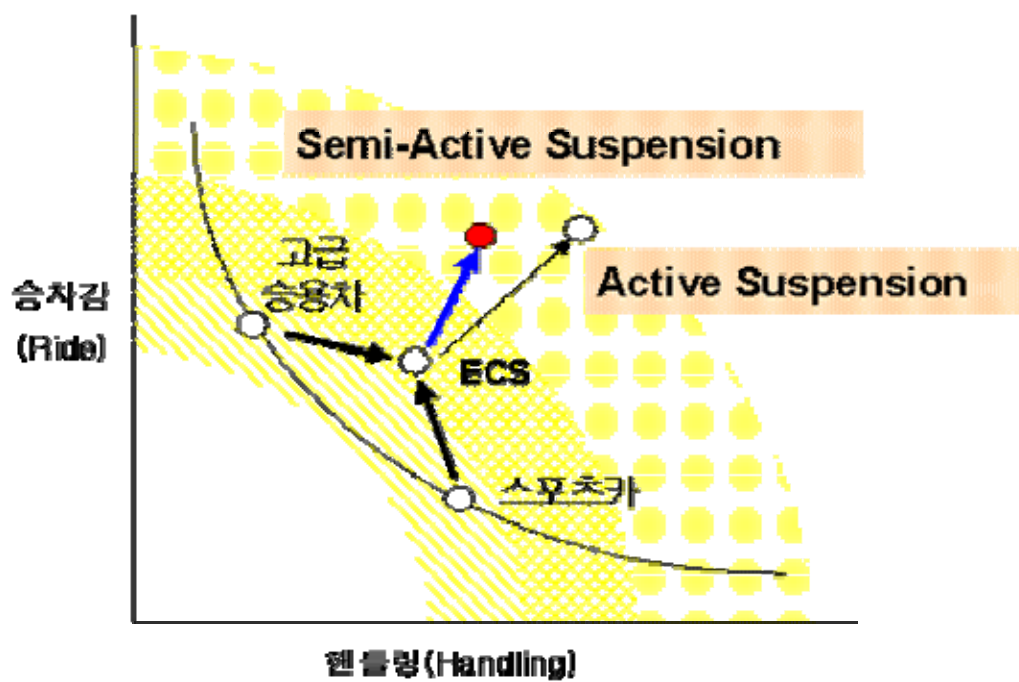 Semi-Active Suspension
고급
승용차
Active Suspension
승차감
(Ride)
ECS
스포츠카
핸들링(Handling)